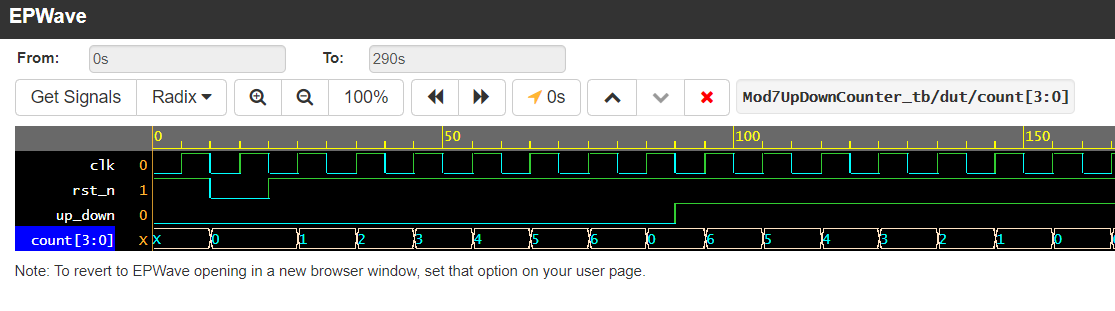 EPWave
From: 0s To: 290s
Get Signals Radix 100% 0s Mod7UpDownCounter_tb/dut/count[3:0]
0 50 100 150
clk 0
rst_n 1
up_down 0
count[3:0] X X 0 1 2 3 4 5 6 0 6 5 4 3 2 1 0
Note: To revert to EPWave opening in a new browser window, set that option on your user page.